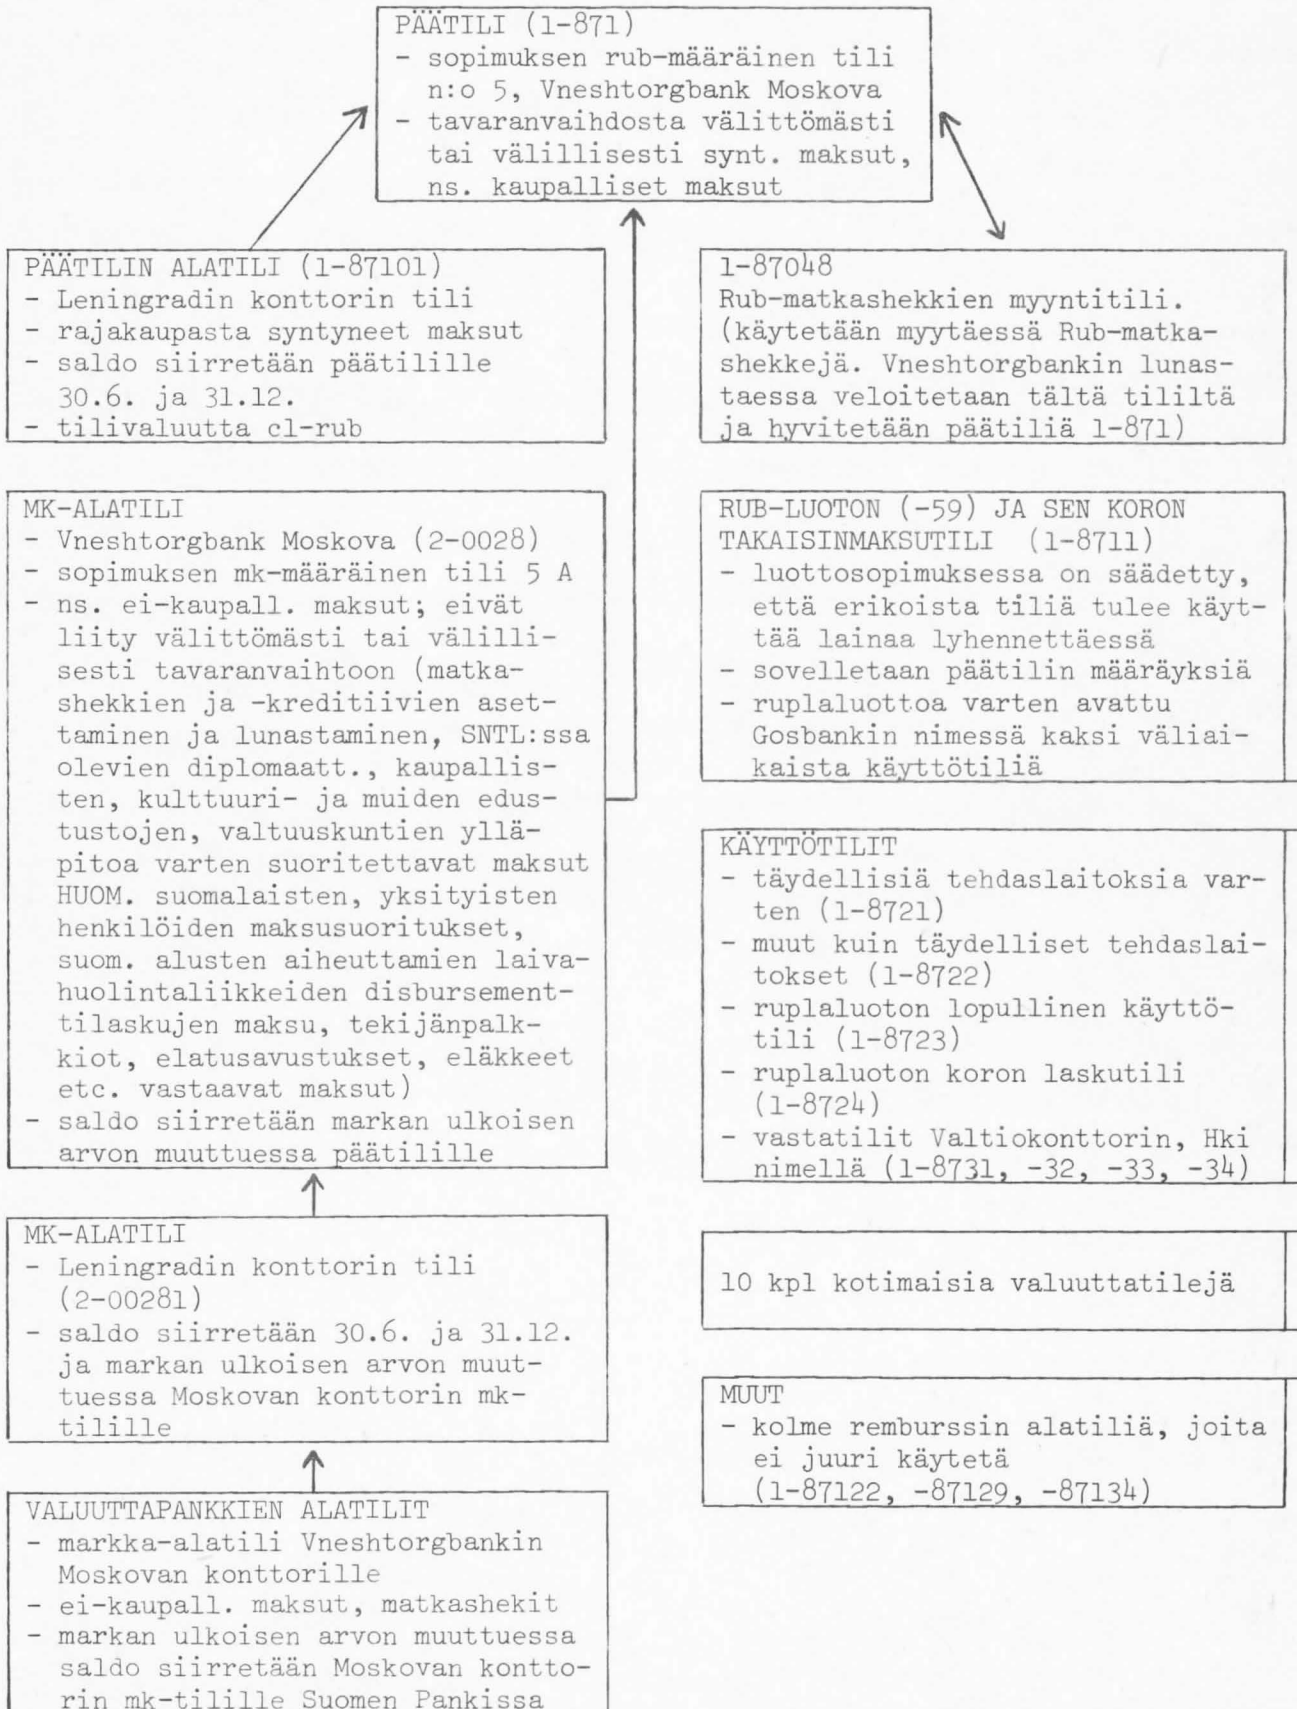 PÄÄTILI (1-871)
- sopimuksen rub-määräinen tili
n:o 5, Vneshtorgbank Moskova
- tavaranvaihdosta välittömästi
tai välillisesti synt. maksut,
ns. kaupalliset maksut
PÄÄTILIN ALATILI (1-87101)
- Leningradin konttorin tili
- rajakaupasta syntyneet maksut
- saldo siirretään päätilille
30.6. ja 31.12.
- tilivaluutta cl-rub
MK-ALATILI
- Vneshtorgbank Moskova (2-0028)
- sopimuksen mk-määräinen tili 5 A
- ns. ei-kaupall. maksut; eivät
liity välittömästi tai välilli-
sesti tavaranvaihtoon (matka-
shekkien ja -kreditiivien aset-
taminen ja lunastaminen, SNTL:ssa
olevien diplomaatt., kaupallis-
ten, kulttuuri- ja muiden edus-
tustojen, valtuuskuntien yllä-
pitoa varten suoritettavat maksut
HUOM. suomalaisten, yksityisten
henkilöiden maksusuoritukset,
suom. alusten aiheuttamien laiva-
huolintaliikkeiden disbursement-
tilaskujen maksu, tekijänpalk-
kiot, elatusavustukset, eläkkeet
etc. vastaavat maksut)
- saldo siirretään markan ulkoisen
arvon muuttuessa päätilille
MK-ALATILI
- Leningradin konttorin tili
(2-00281)
- saldo siirretään 30.6. ja 31.12.
ja markan ulkoisen arvon muut-
tuessa Moskovan konttorin mk-
tilille
VALUUTTAPANKKIEN ALATILIT
- markka-alatili Vneshtorgbankin
Moskovan konttorille
- ei-kaupall. maksut, matkashekit
- markan ulkoisen arvon muuttuessa
saldo siirretään Moskovan kontto-
rin mk-tilille Suomen Pankissa
1-87048
Rub-matkashekkien myyntitili.
(käytetään myytäessä Rub-matka-
shekkejä. Vneshtorgbankin lunas-
taessa veloitetaan tältä tililtä
ja hyvitetään päätiliä 1-871)
RUB-LUOTON (-59) JA SEN KORON
TAKAISINMAKSUTILI (1-8711)
- luottosopimuksessa on säädetty,
että erikoista tiliä tulee käyt-
tää lainaa lyhennettäessä
- sovelletaan päätilin määräyksiä
- ruplaluottoa varten avattu
Gosbankin nimessä kaksi väliai-
kaista käyttötiliä
KÄYTTÖTILIT
- täydellisiä tehdaslaitoksia var-
ten (1-8721)
- muut kuin täydelliset tehdaslai-
tokset (1-8722)
- ruplaluoton lopullinen käyttö-
tili (1-8723)
- ruplaluoton koron laskutili
(1-8724)
- vastatilit Valtiokonttorin, Hki
nimellä (1-8731, -32, -33, -34)
10 kpl kotimaisia valuuttatilejä
MUUT
- kolme remburssin alatiliä, joita
ei juuri käytetä
(1-87122, -87129, -87134)